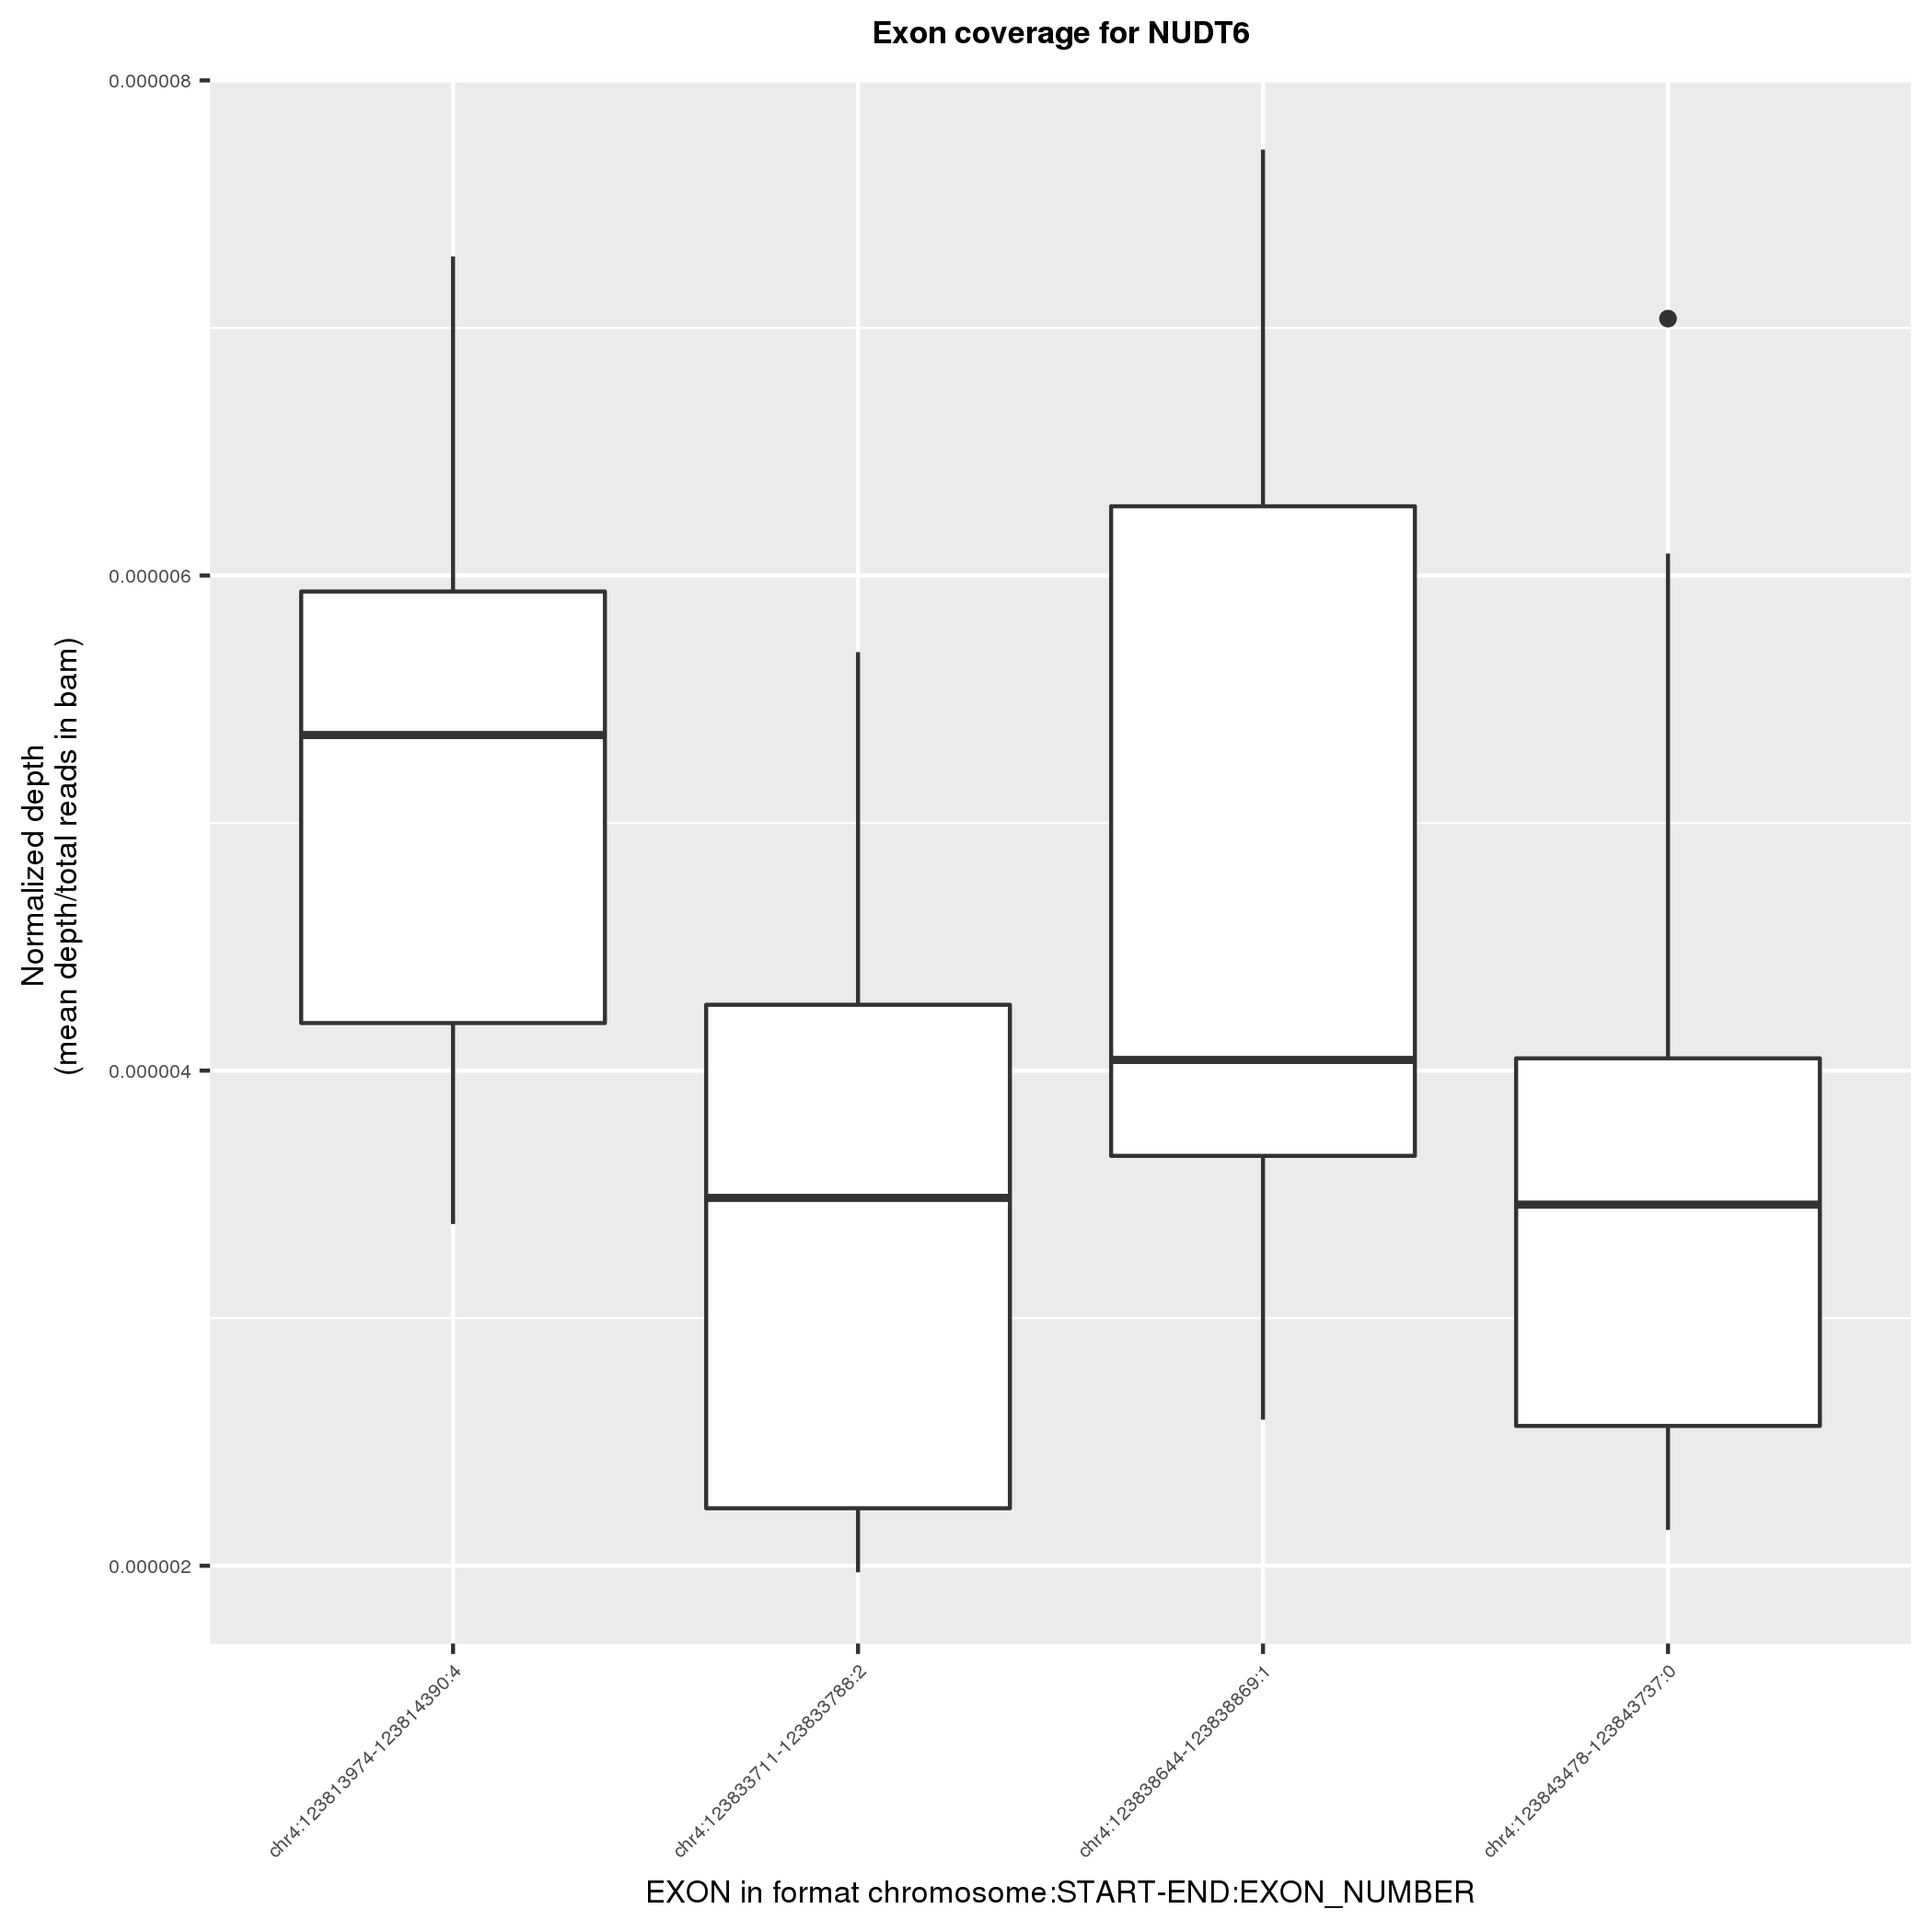 Exon coverage for NUDT6
0.000008
0.000006
0.000004
0.000002
Normalized depth
(mean depth/total reads in bam)
chr4:123813974-123814390:4
chr4:123833711-123833788:2
chr4:123838644-123838869:1
chr4:123843478-123843737:0
EXON in format chromosome:START-END:EXON_NUMBER